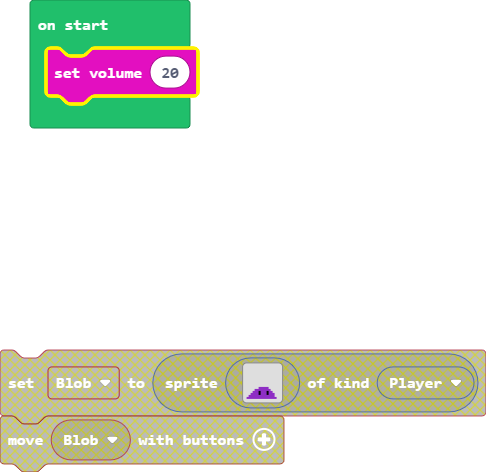 on start
set volume 20
set Blob to sprite of kind Player
move Blob with buttons